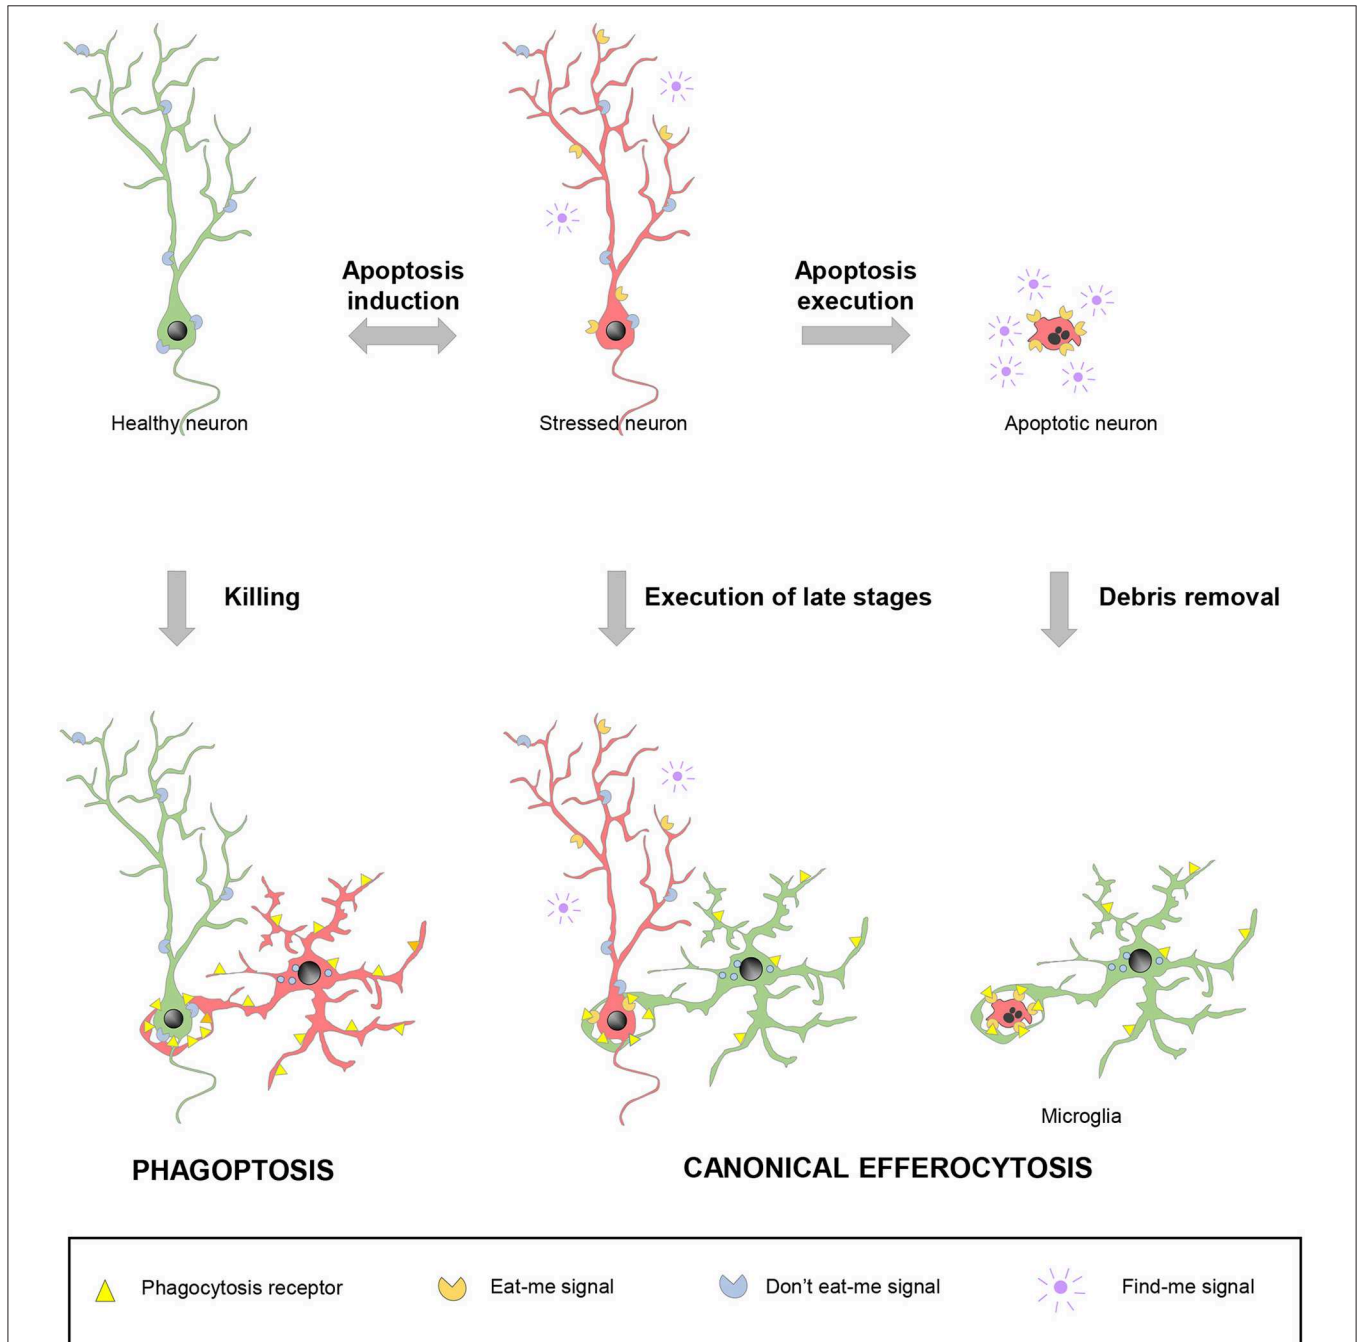 Apoptosis
induction
Apoptosis
execution
Healthy neuron
Stressed neuron
Apoptotic neuron
Killing
Execution of late stages
Debris removal
Microglia
PHAGOPTOSIS
CANONICAL EFFEROCYTOSIS
Phagocytosis receptor
Eat-me signal
Don't eat-me signal
Find-me signal